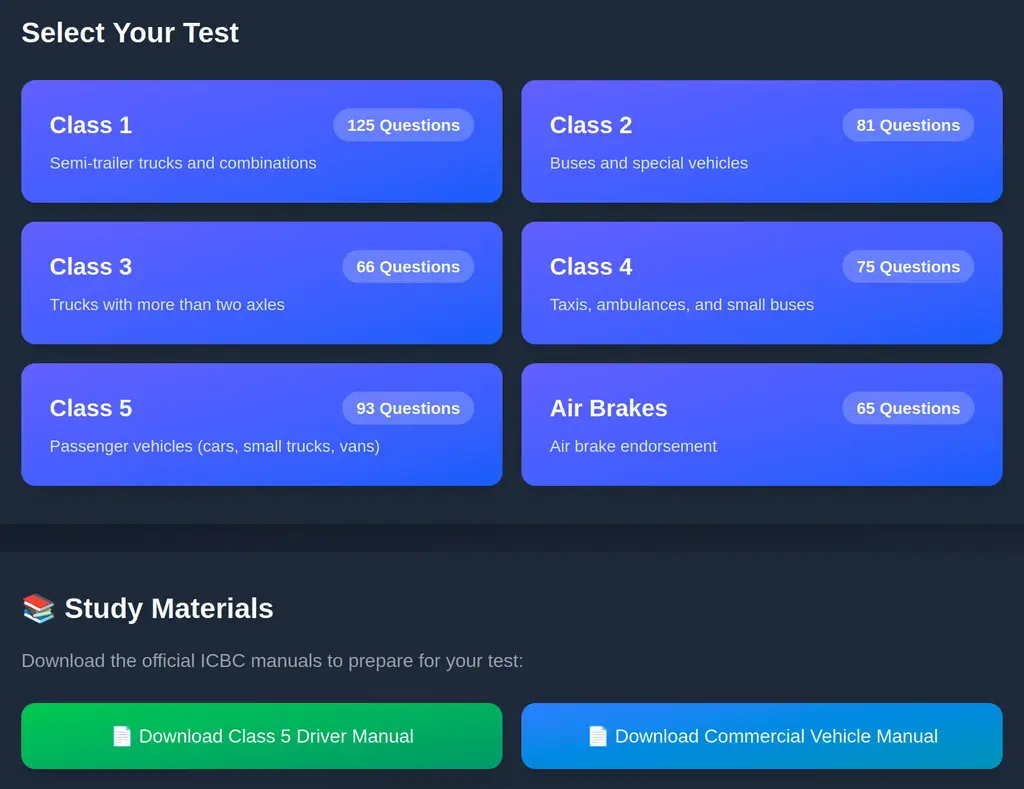 Select Your Test
Class 1
125 Questions
Semi-trailer trucks and combinations
Class 2
81 Questions
Buses and special vehicles
Class 3
66 Questions
Trucks with more than two axles
Class 4
75 Questions
Taxis, ambulances, and small buses
Class 5
93 Questions
Passenger vehicles (cars, small trucks, vans)
Air Brakes
65 Questions
Air brake endorsement
📚 Study Materials
Download the official ICBC manuals to prepare for your test:
📄 Download Class 5 Driver Manual
📄 Download Commercial Vehicle Manual